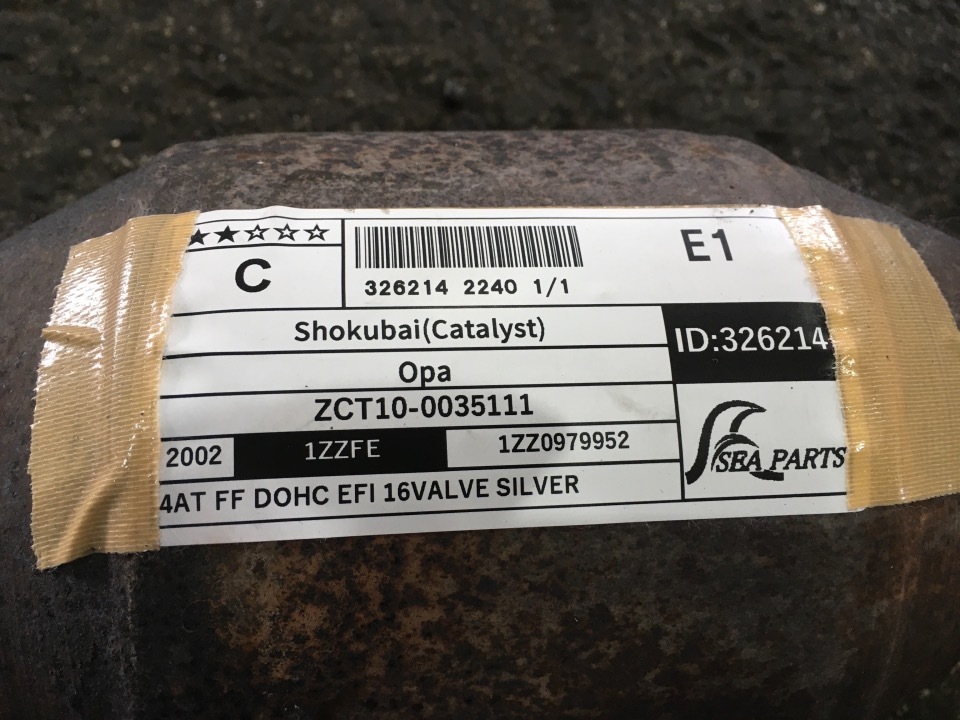 ★★☆☆☆
C
326214 2240 1/1
E1
Shokubai(Catalyst)
ID:326214
Opa
ZCT10-0035111
2002 1ZZFE 1ZZ0979952
SEA PARTS
4AT FF DOHC EFI 16VALVE SILVER